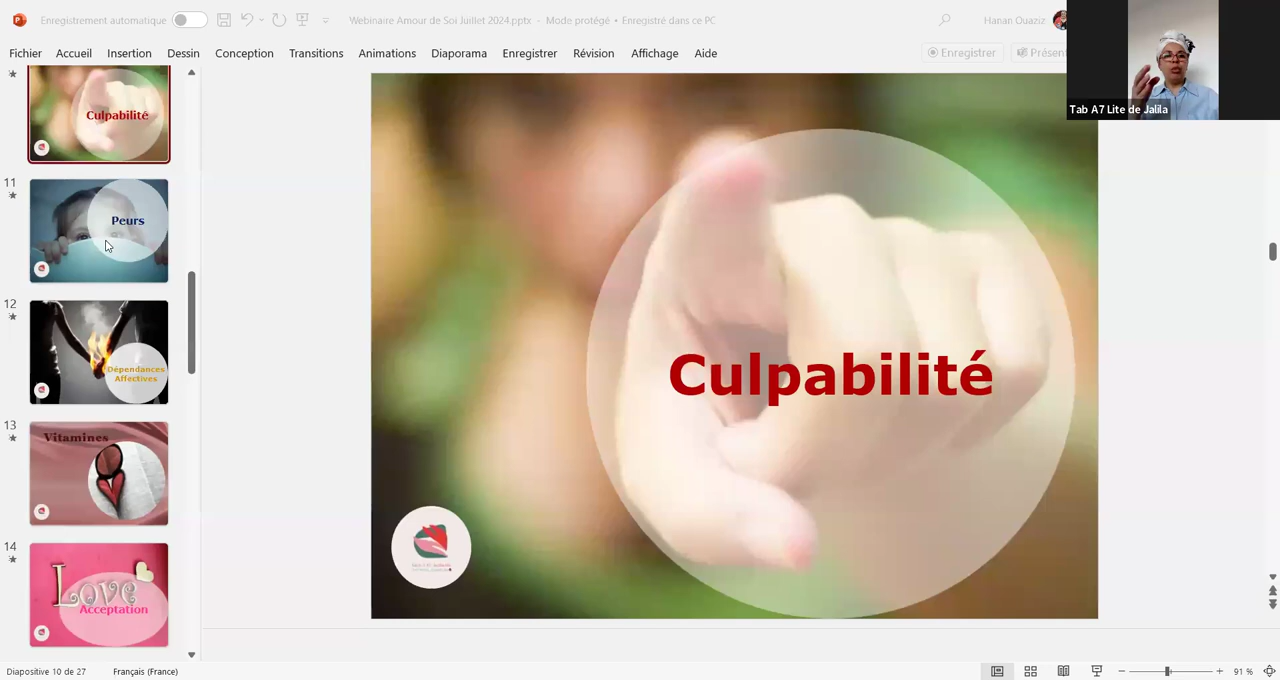 Enregistrement automatique
Webinaire Amour de Soi Juillet 2024.pptx - Mode protégé • Enregistré dans ce PC
Hanan Ouaziz
Fichier Accueil Insertion Dessin Conception Transitions Animations Diaporama Enregistrer Révision Affichage Aide
Enregistrer
Tab A7 Lite de Jalila
Culpabilité
11
Peurs
12
Dépendances
Affectives
13
Vitamines
14
Love
Acceptation
Culpabilité
Diapositive 10 de 27
Français (France)
91 %